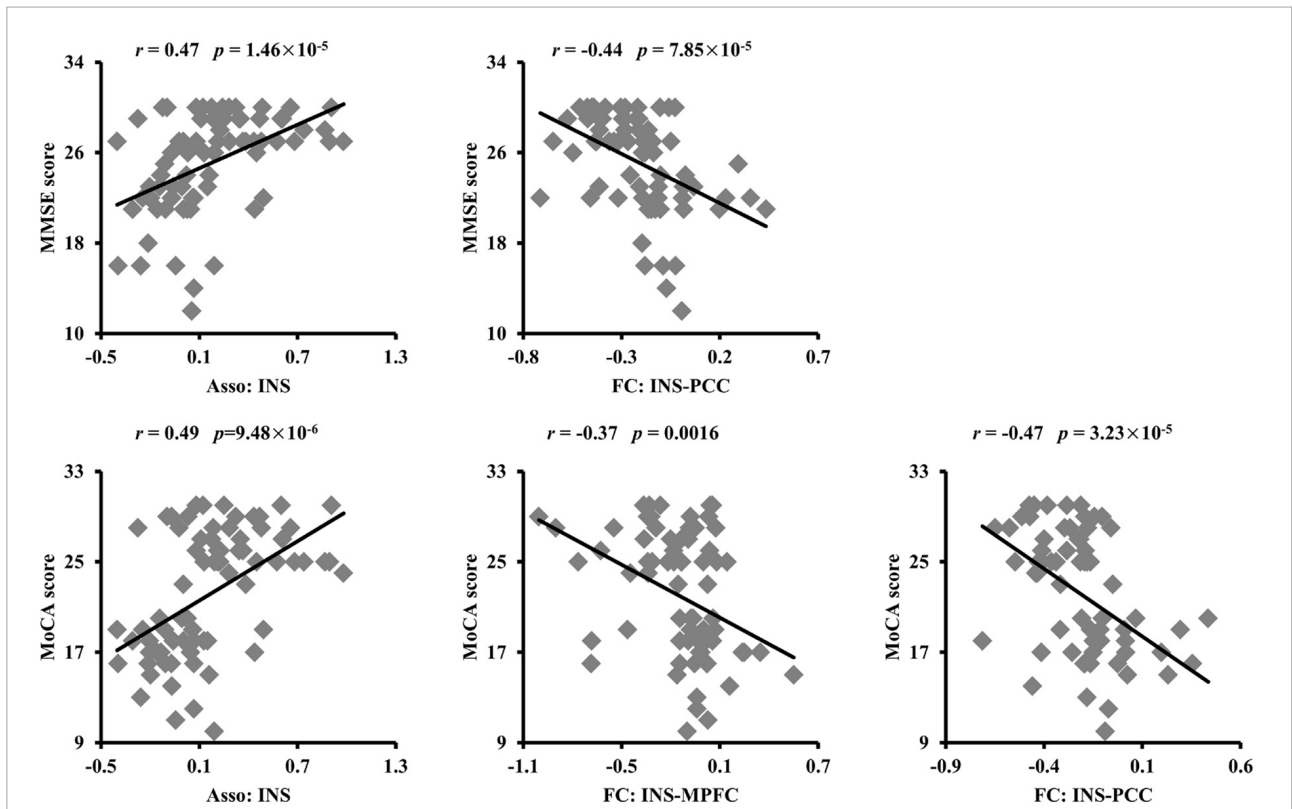 r = 0.47 p = 1.46×10⁻⁵
34
26
18
10
MMSE score
-0.5 0.1 0.7 1.3
Asso: INS
r = -0.44 p = 7.85×10⁻⁵
34
26
18
10
MMSE score
-0.8 -0.3 0.2 0.7
FC: INS-PCC
r = 0.49 p=9.48×10⁻⁶
33
25
17
9
MoCA score
-0.5 0.1 0.7 1.3
Asso: INS
r = -0.37 p = 0.0016
33
25
17
9
MoCA score
-1.1 -0.5 0.1 0.7
FC: INS-MPFC
r = -0.47 p = 3.23×10⁻⁵
33
25
17
9
MoCA score
-0.9 -0.4 0.1 0.6
FC: INS-PCC